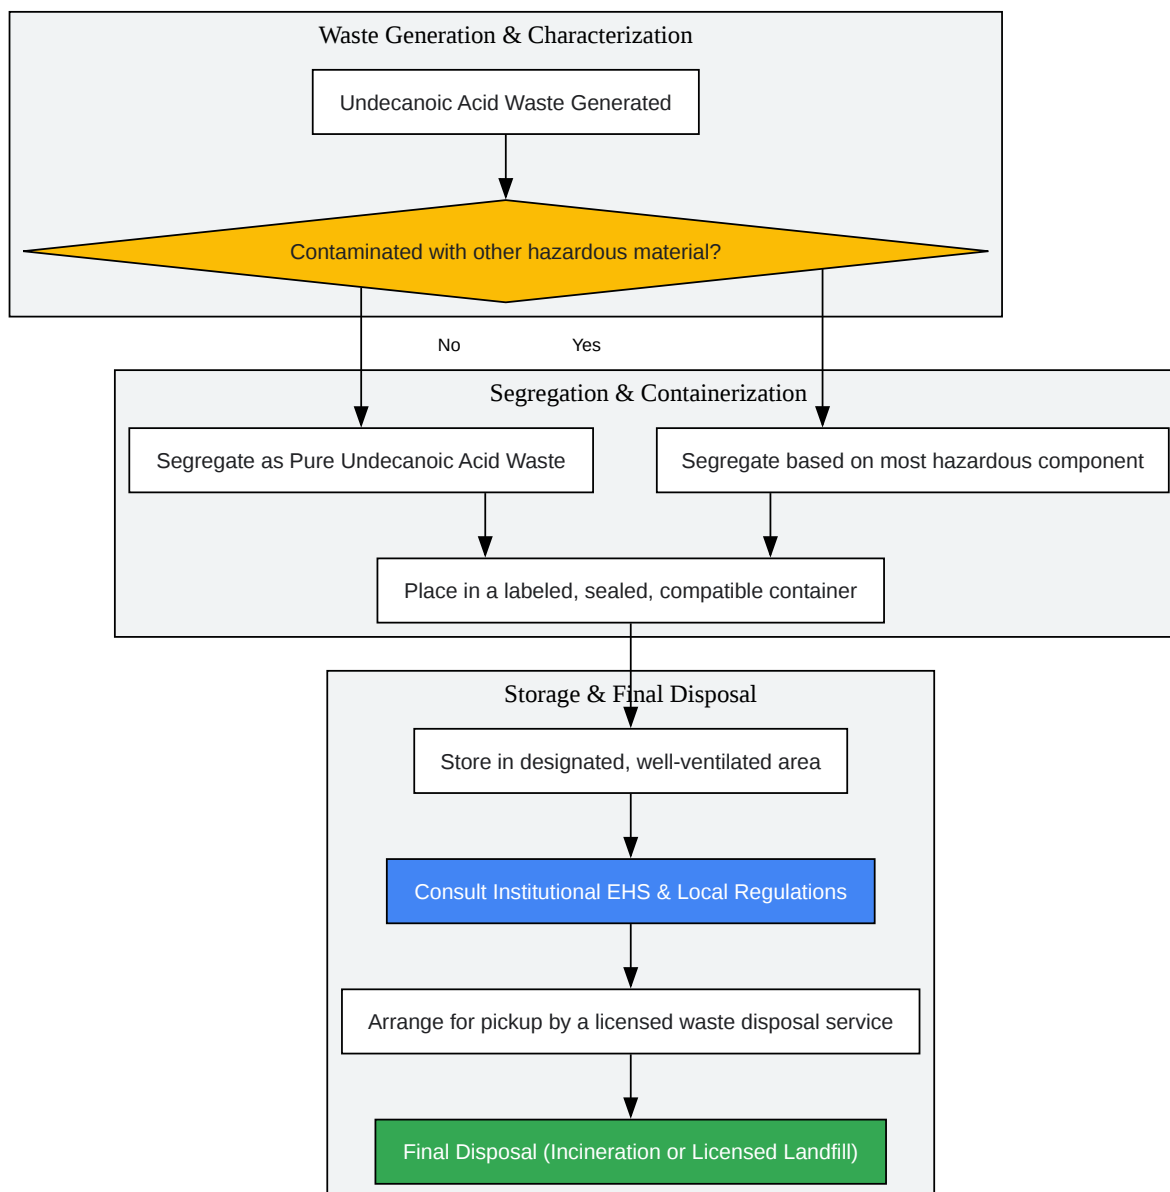 Waste Generation & Characterization
Undecanoic Acid Waste Generated
Contaminated with other hazardous material?
No
Yes
Segregation & Containerization
Segregate as Pure Undecanoic Acid Waste
Segregate based on most hazardous component
Place in a labeled, sealed, compatible container
Storage & Final Disposal
Store in designated, well-ventilated area
Consult Institutional EHS & Local Regulations
Arrange for pickup by a licensed waste disposal service
Final Disposal (Incineration or Licensed Landfill)